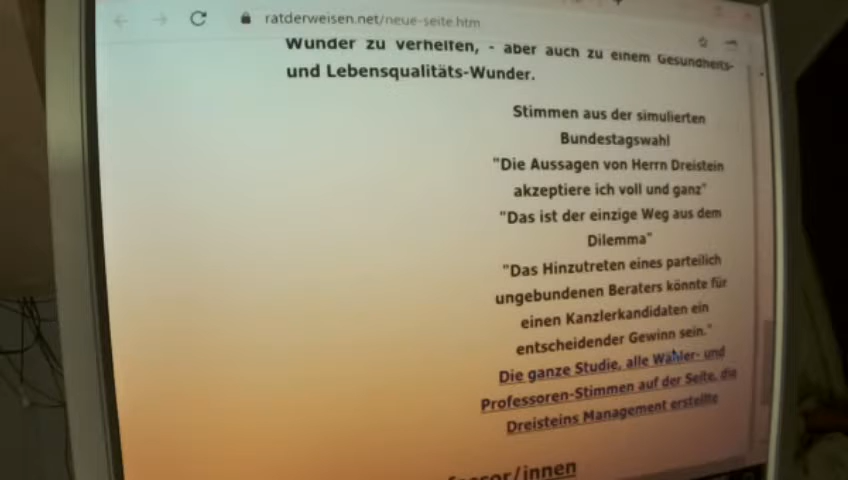 ratderweisen.net/neue-seite.htm
Wunder zu verhelfen, - aber auch zu einem Gesundheits-
und Lebensqualitäts-Wunder.
Stimmen aus der simulierten
Bundestagswahl
"Die Aussagen von Herrn Dreistein
akzeptiere ich voll und ganz"
"Das ist der einzige Weg aus dem
Dilemma"
"Das Hinzutreten eines parteilich
ungebundenen Beraters könnte für
einen Kanzlerkandidaten ein
entscheidender Gewinn sein."
Die ganze Studie, alle Wähler- und
Professoren-Stimmen auf der Seite, die
Dreisteins Management erstellte